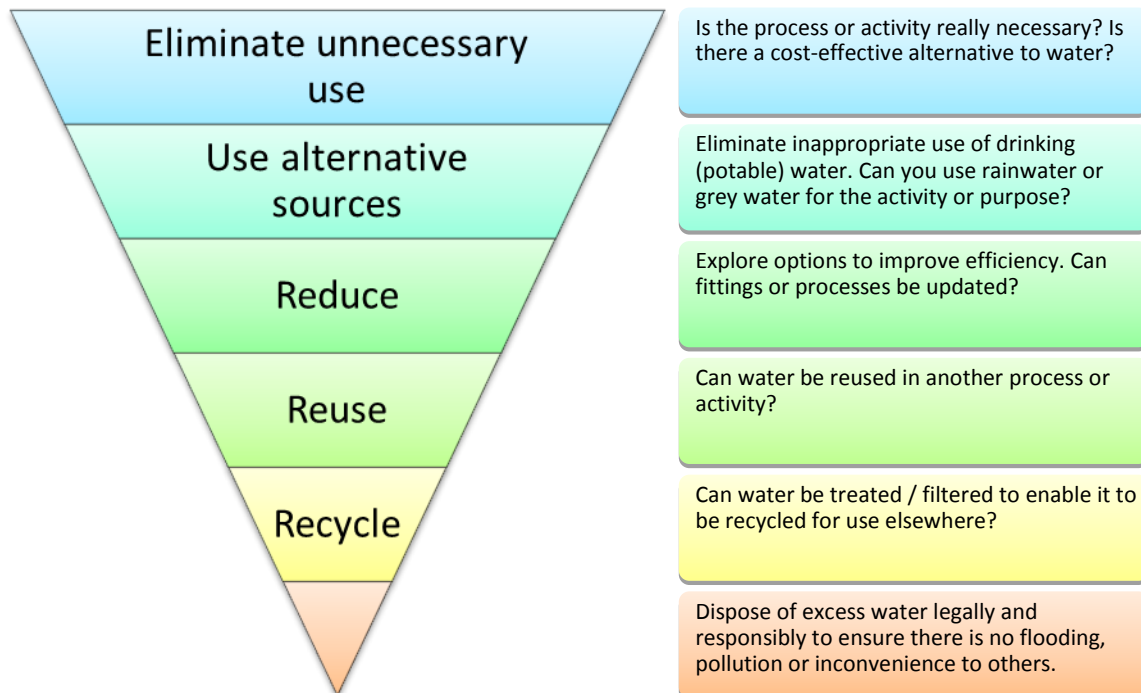 Eliminate unnecessary
use
Is the process or activity really necessary? Is
there a cost-effective alternative to water?
Use alternative
sources
Eliminate inappropriate use of drinking
(potable) water. Can you use rainwater or
grey water for the activity or purpose?
Reduce
Explore options to improve efficiency. Can
fittings or processes be updated?
Reuse
Can water be reused in another process or
activity?
Recycle
Can water be treated / filtered to enable it to
be recycled for use elsewhere?
Dispose of excess water legally and
responsibly to ensure there is no flooding,
pollution or inconvenience to others.